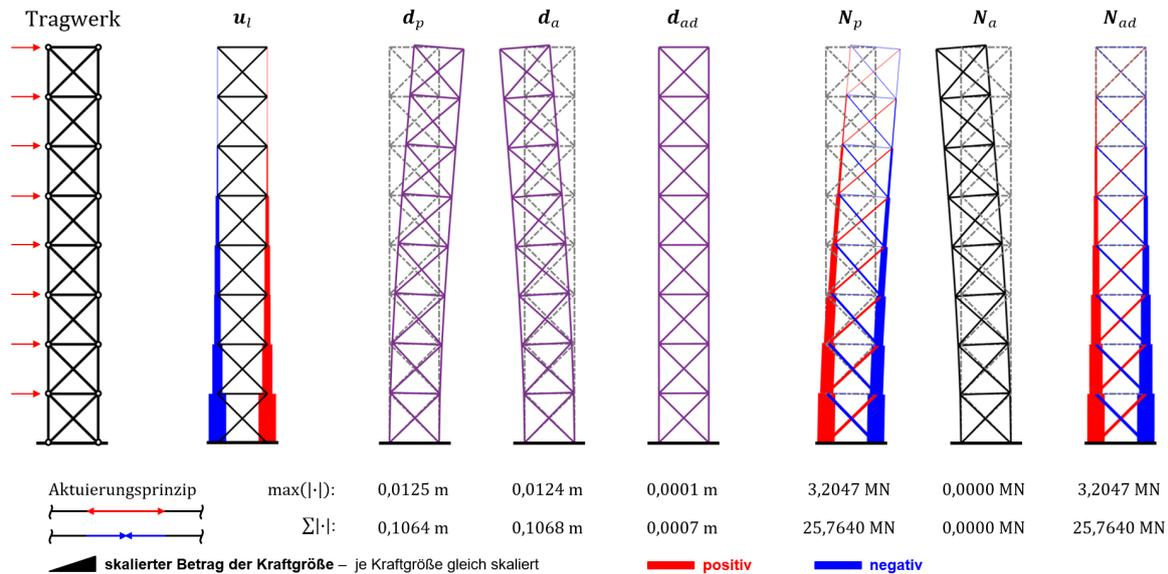 Tragwerk u_l d_p d_a d_ad N_p N_a N_ad
Aktuierungsprinzip max(|·|): 0,0125 m 0,0124 m 0,0001 m 3,2047 MN 0,0000 MN 3,2047 MN
∑|·|: 0,1064 m 0,1068 m 0,0007 m 25,7640 MN 0,0000 MN 25,7640 MN
skalierter Betrag der Kraftgröße – je Kraftgröße gleich skaliert positiv negativ